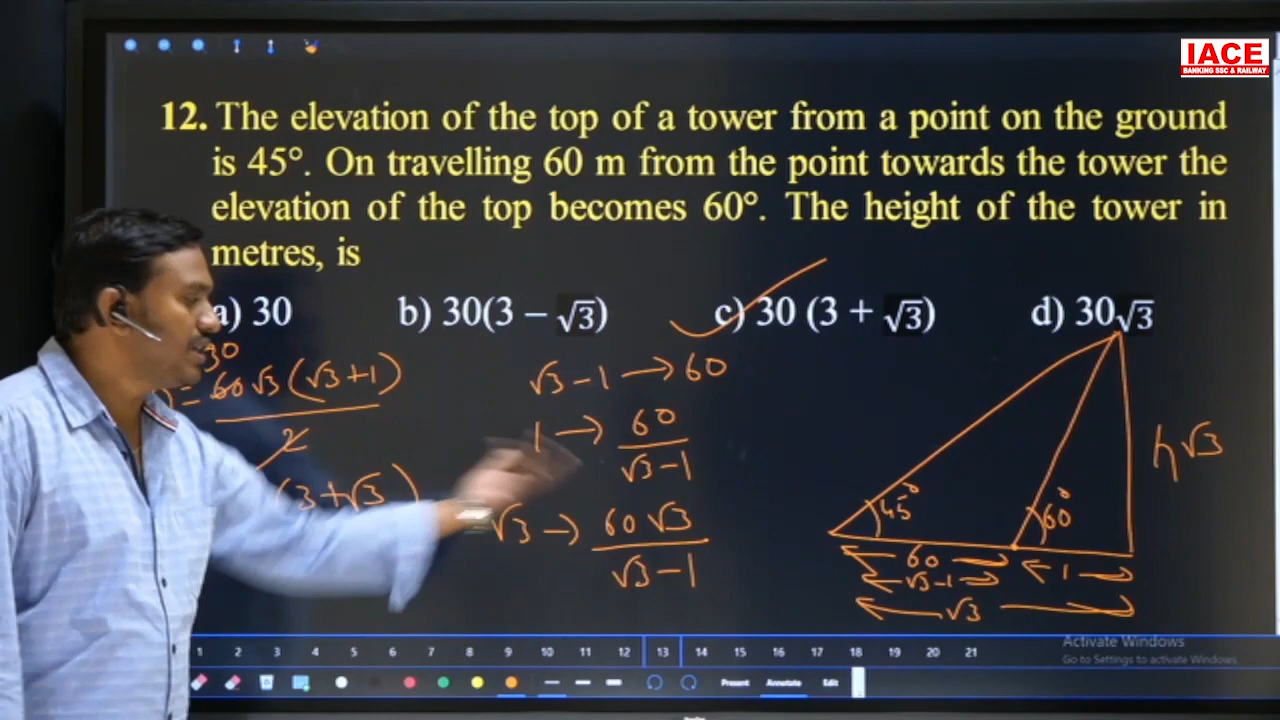 IACE
BANKING SSC & RAILWAY
12. The elevation of the top of a tower from a point on the ground
is 45°. On travelling 60 m from the point towards the tower the
elevation of the top becomes 60°. The height of the tower in
metres, is
a) 30 b) 30(3 – √3) c) 30 (3 + √3) d) 30√3
30
= 60√3 (√3+1)
2
(3+√3)
√3-1 → 60
1 → 60
√3-1
√3 → 60√3
√3-1
h √3
45°
60°
60
√3-1
1
√3
Activate Windows
Go to Settings to activate Windows.
1 2 3 4 5 6 7 8 9 10 11 12 13 14 15 16 17 18 19 20 21
Present Annotate Edit